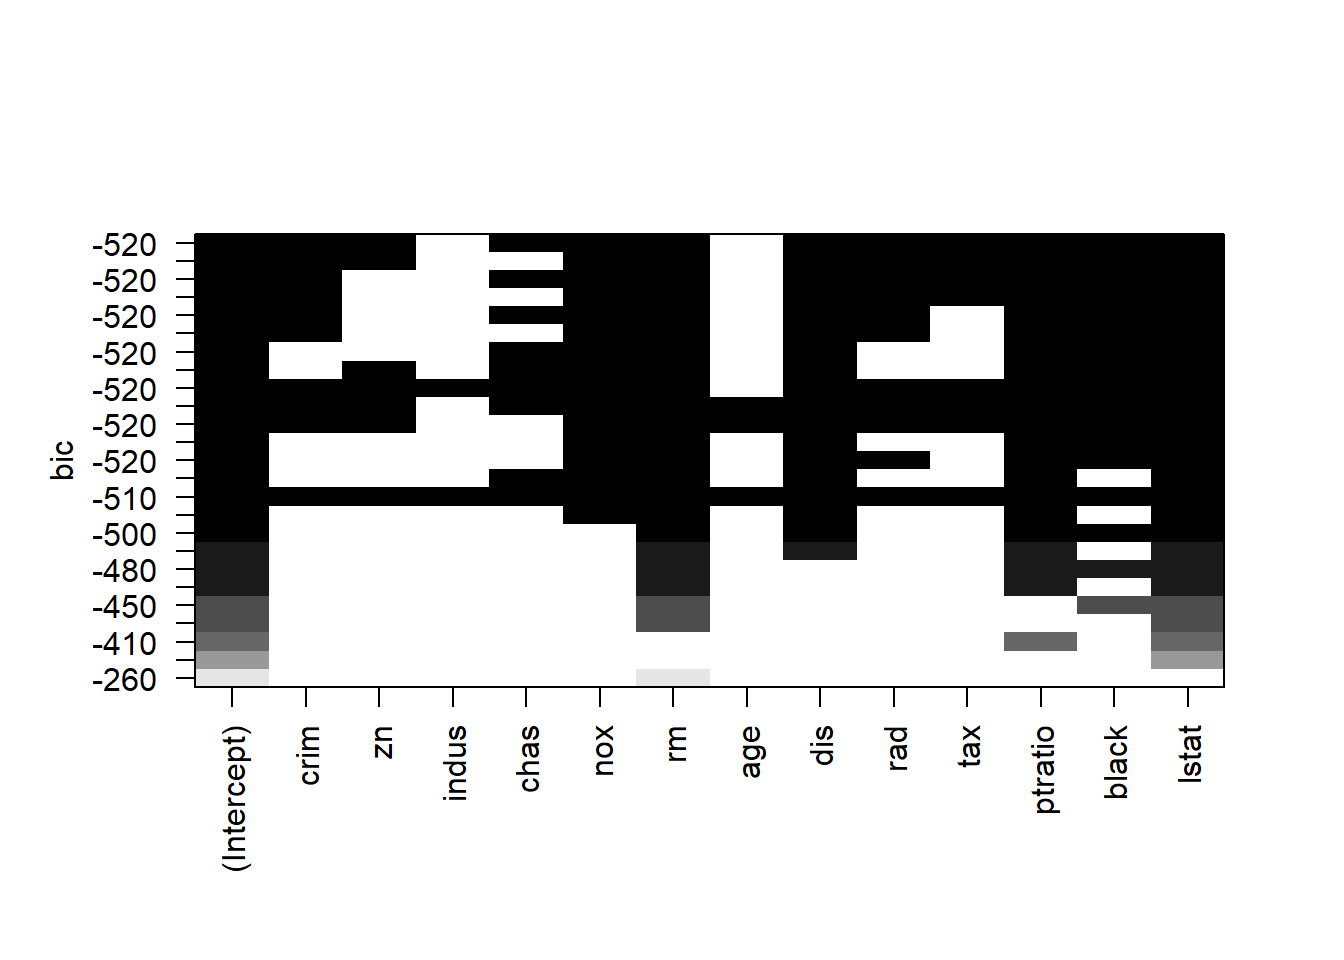 -520
-520
-520
-520
-520
-520
-520
-510
-500
-480
-450
-410
-260
bic
(Intercept)
crim
zn
indus
chas
nox
rm
age
dis
rad
tax
ptratio
black
lstat